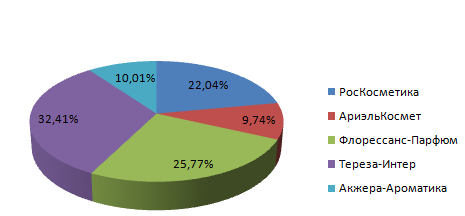 10,01%
22,04%
32,41%
9,74%
25,77%
РосКосметика
АриэльКосмет
Флорессанс-Парфюм
Тереза-Интер
Акжера-Ароматика